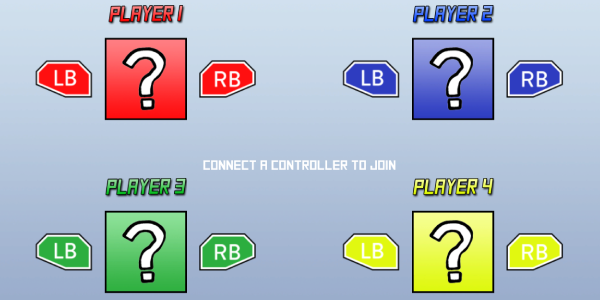 PLAYER 1 PLAYER 2
LB ? RB LB ? RB
CONNECT A CONTROLLER TO JOIN
PLAYER 3 PLAYER 4
LB ? RB LB ? RB